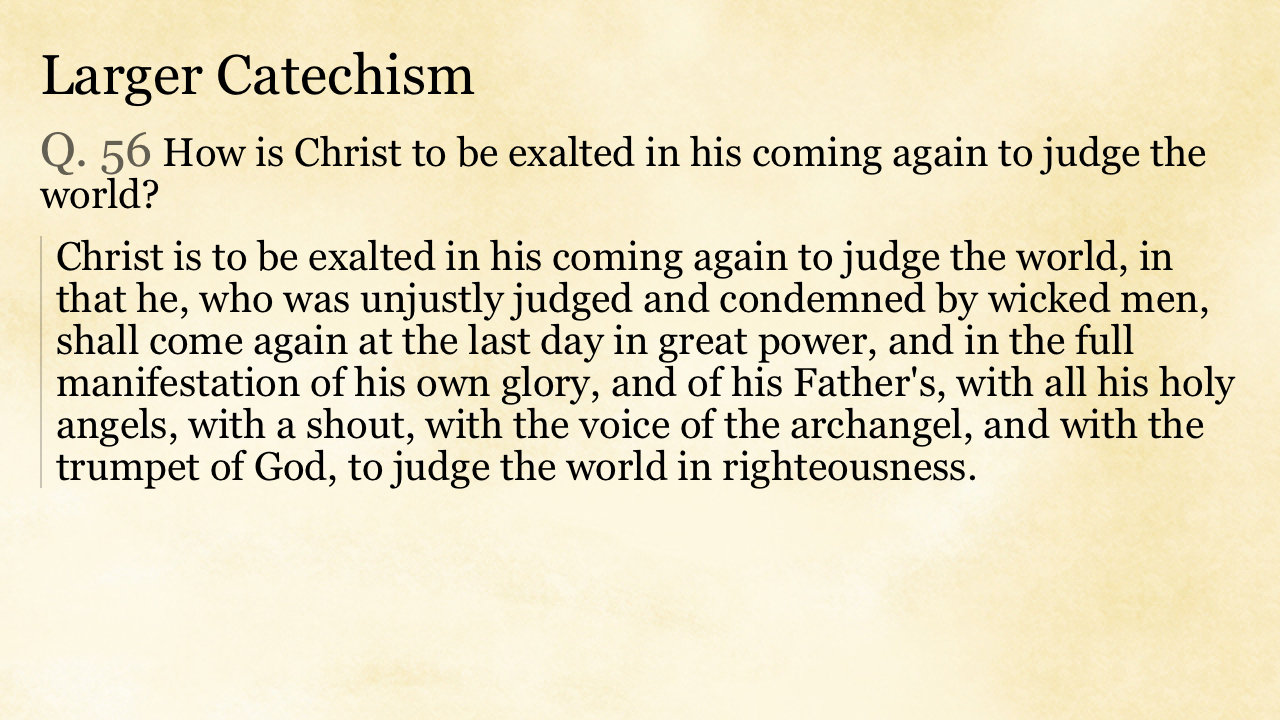 Larger Catechism
Q. 56 How is Christ to be exalted in his coming again to judge the
world?
Christ is to be exalted in his coming again to judge the world, in
that he, who was unjustly judged and condemned by wicked men,
shall come again at the last day in great power, and in the full
manifestation of his own glory, and of his Father's, with all his holy
angels, with a shout, with the voice of the archangel, and with the
trumpet of God, to judge the world in righteousness.